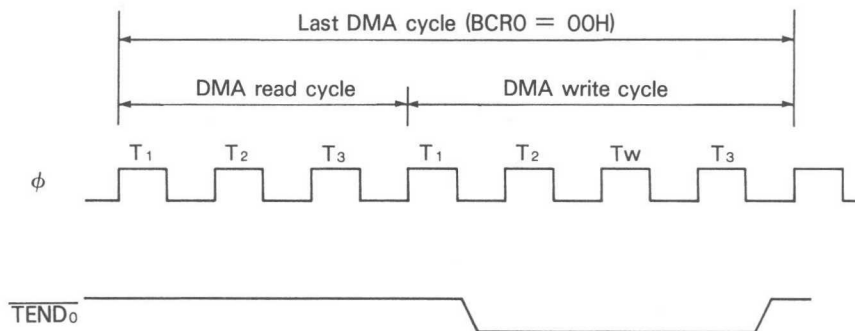 Last DMA cycle (BCR0 = 00H)
DMA read cycle DMA write cycle
T1 T2 T3 T1 T2 TW T3
φ
TEND0